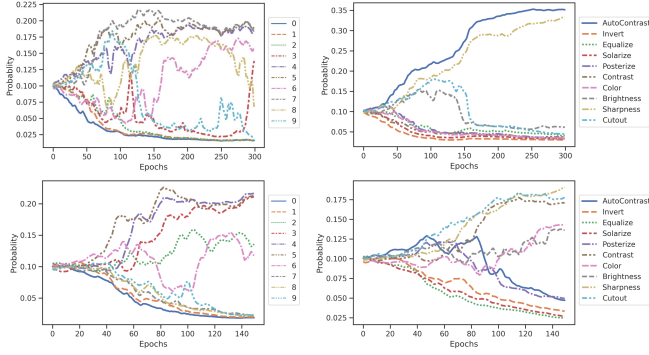 0.225
0.200
0.175
0.150
0.125
0.100
0.075
0.050
0.025
Probability
0 50 100 150 200 250 300
Epochs
0
1
2
3
4
5
6
7
8
9
0.35
0.30
0.25
0.20
0.15
0.10
0.05
Probability
0 50 100 150 200 250 300
Epochs
AutoContrast
Invert
Equalize
Solarize
Posterize
Contrast
Color
Brightness
Sharpness
Cutout
0.20
0.15
0.10
0.05
Probability
0 20 40 60 80 100 120 140
Epochs
0
1
2
3
4
5
6
7
8
9
0.175
0.150
0.125
0.100
0.075
0.050
0.025
Probability
0 20 40 60 80 100 120 140
Epochs
AutoContrast
Invert
Equalize
Solarize
Posterize
Contrast
Color
Brightness
Sharpness
Cutout